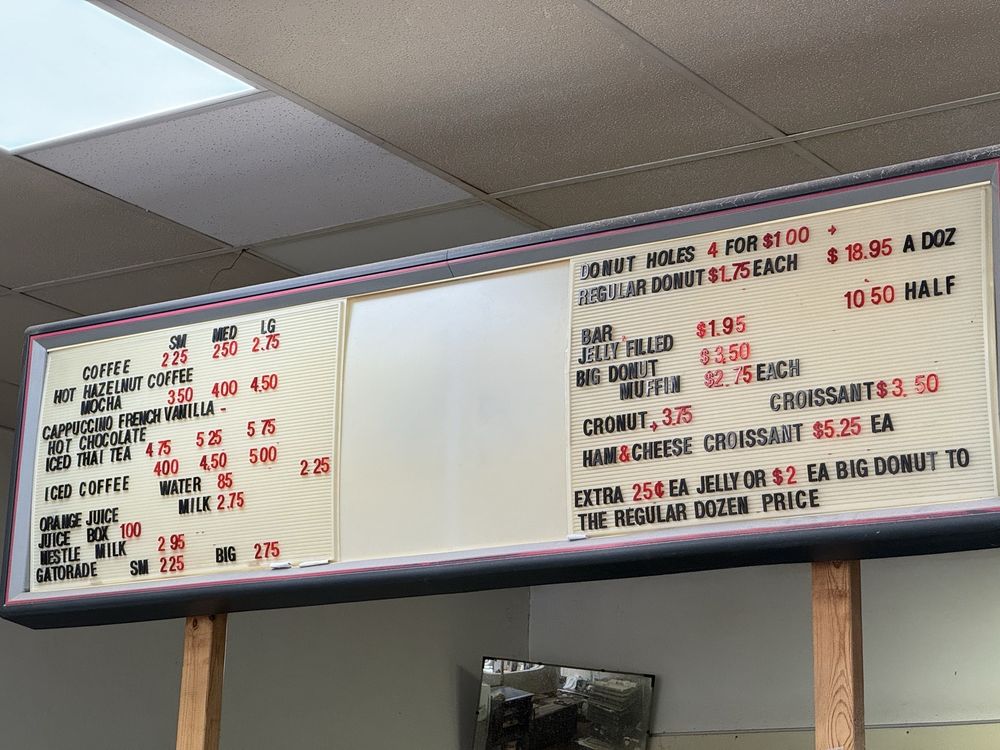 SM MED LG
COFFEE 2 25 2 50 2.75
HOT HAZELNUT COFFEE
MOCHA 3 50 4 00 4.50
CAPPUCCINO FRENCH VANILLA -
HOT CHOCOLATE
ICED THAI TEA 4 75 5 25 5 75
400 4.50 500
ICED COFFEE WATER 85 2 25
MILK 2.75
ORANGE JUICE
JUICE BOX 100
NESTLE MILK 2 95
GATORADE SM 2 25 BIG 2 75
DONUT HOLES 4 FOR $1 00
REGULAR DONUT $1.75 EACH $ 18.95 A DOZ
10 50 HALF
BAR $1.95
JELLY FILLED
BIG DONUT $ 3.50
MUFFIN $2.75 EACH
CRONUT 3.75 CROISSANT $3. 50
HAM&CHEESE CROISSANT $5.25 EA
EXTRA 25¢ EA JELLY OR $2 EA BIG DONUT TO
THE REGULAR DOZEN PRICE